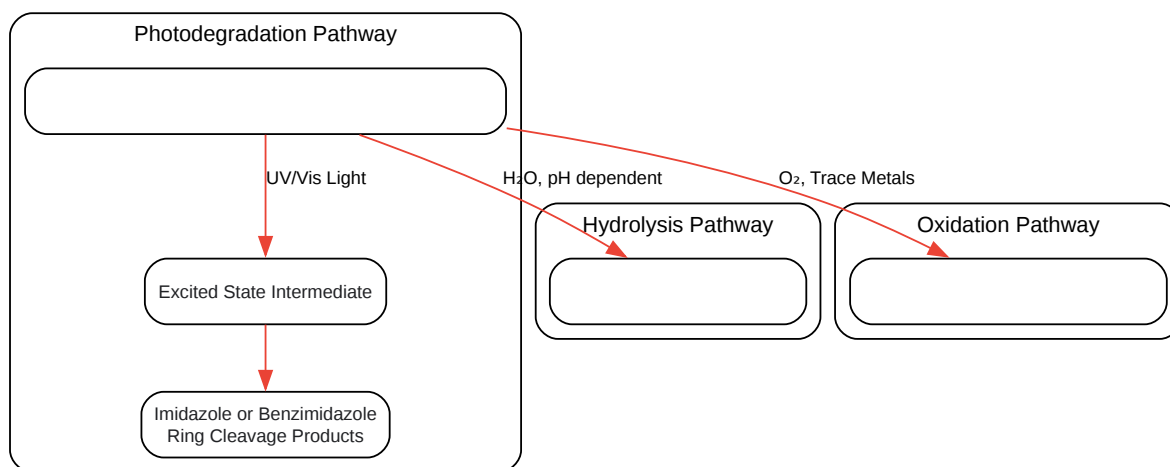 Photodegradation Pathway
UV/Vis Light
H₂O, pH dependent
O₂, Trace Metals
Hydrolysis Pathway
Oxidation Pathway
Excited State Intermediate
Imidazole or Benzimidazole
Ring Cleavage Products